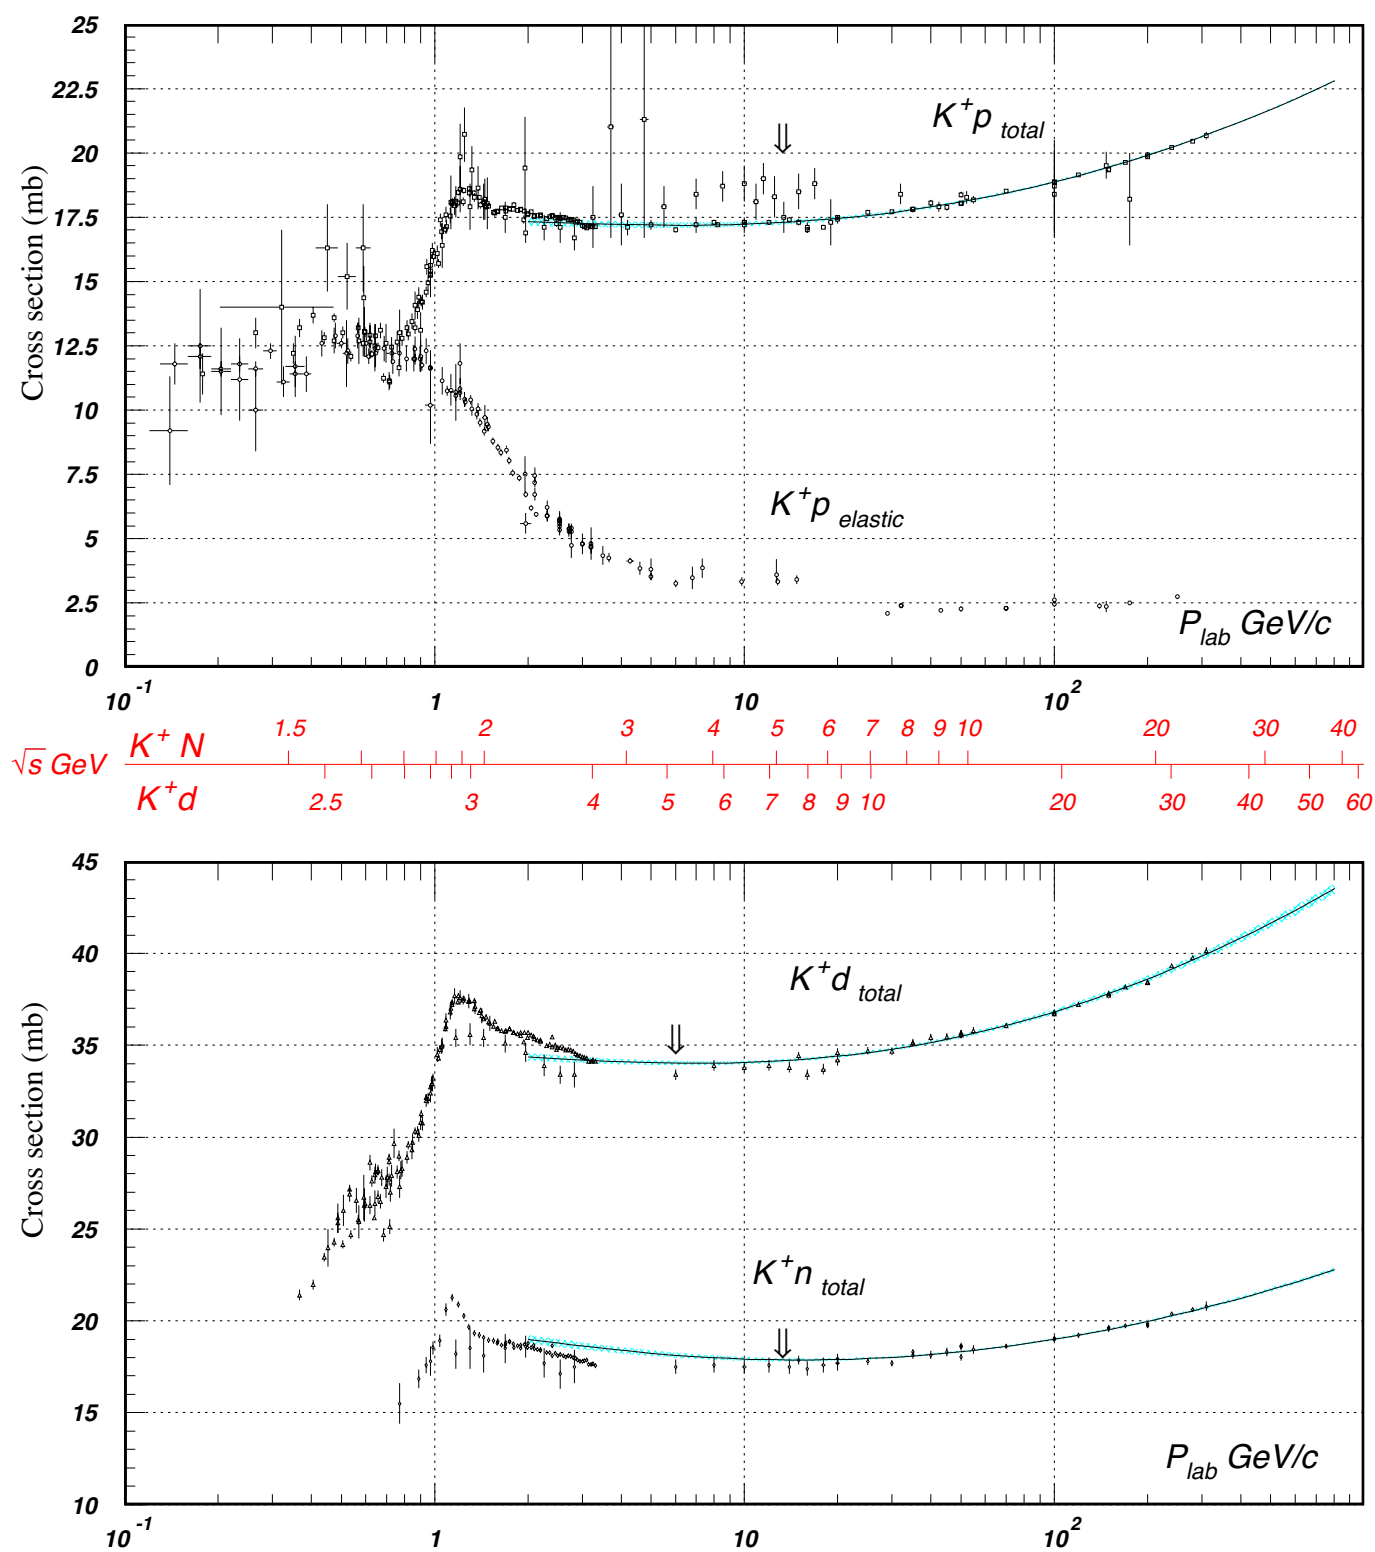 25
22.5
20
17.5
15
12.5
10
7.5
5
2.5
0
Cross section (mb)
K⁺p total
⇓
K⁺p elastic
P lab GeV/c
10⁻¹ 1 10 10²
1.5 2 3 4 5 6 7 8 9 10 20 30 40
K⁺ N
√s GeV
K⁺d
2.5 3 4 5 6 7 8 9 10 20 30 40 50 60
45
40
35
30
25
20
15
10
Cross section (mb)
K⁺d total
⇓
K⁺n total
⇓
P lab GeV/c
10⁻¹ 1 10 10²